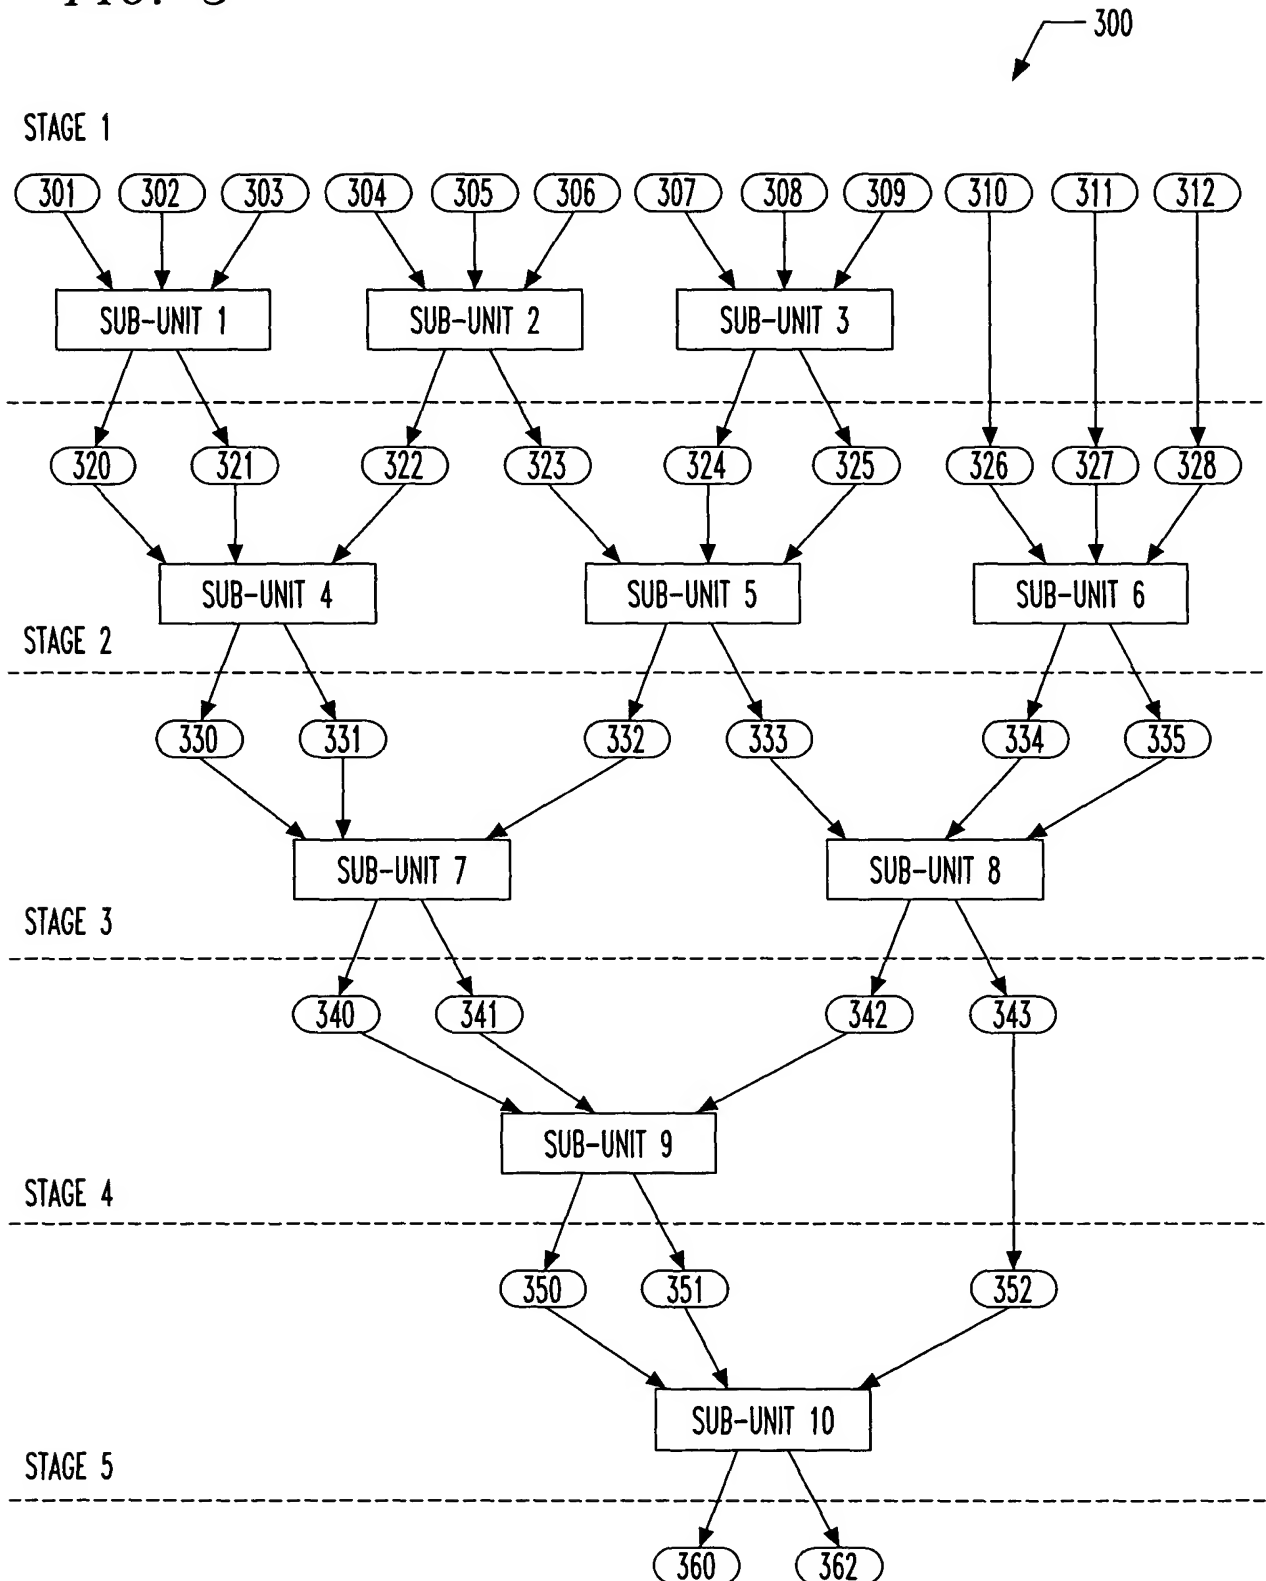 FIG. 3
300
STAGE 1
301 302 303 304 305 306 307 308 309 310 311 312
SUB-UNIT 1 SUB-UNIT 2 SUB-UNIT 3
320 321 322 323 324 325 326 327 328
SUB-UNIT 4 SUB-UNIT 5 SUB-UNIT 6
STAGE 2
330 331 332 333 334 335
SUB-UNIT 7 SUB-UNIT 8
STAGE 3
340 341 342 343
SUB-UNIT 9
STAGE 4
350 351 352
SUB-UNIT 10
STAGE 5
360 362